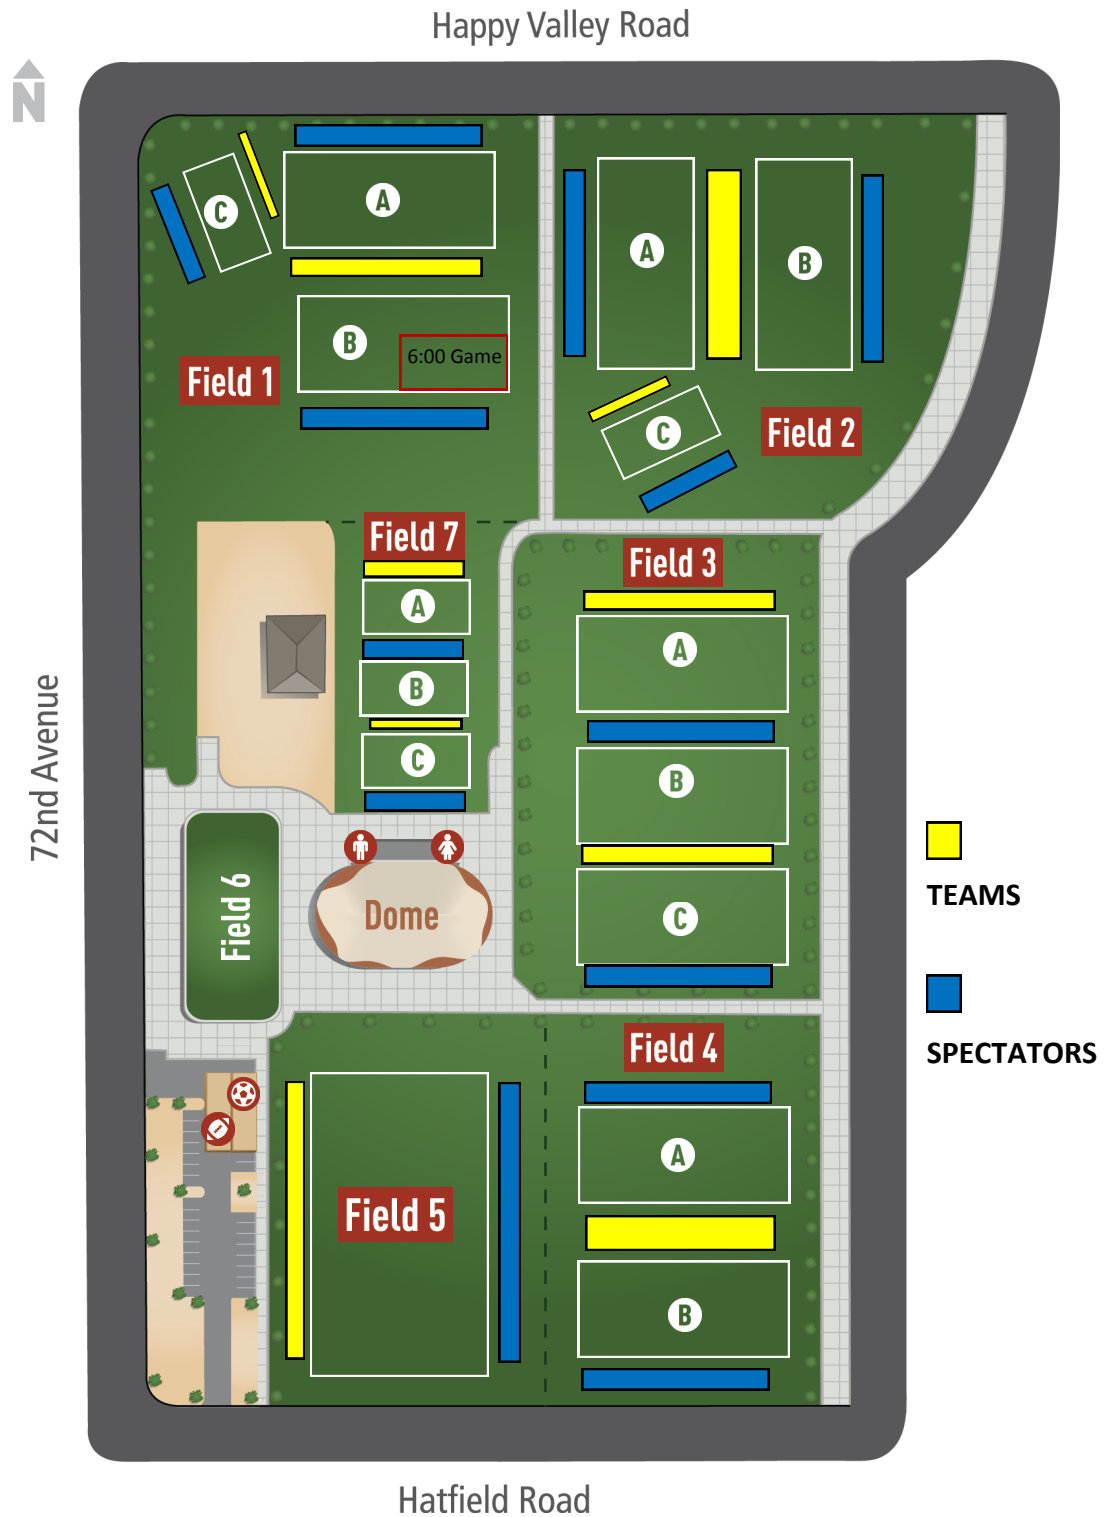 Happy Valley Road
N
C
A
A
B
B
6:00 Game
Field 1
C
Field 2
Field 7
Field 3
A
A
B
C
B
72nd Avenue
TEAMS
Field 6
Dome
C
SPECTATORS
Field 4
A
Field 5
B
Hatfield Road